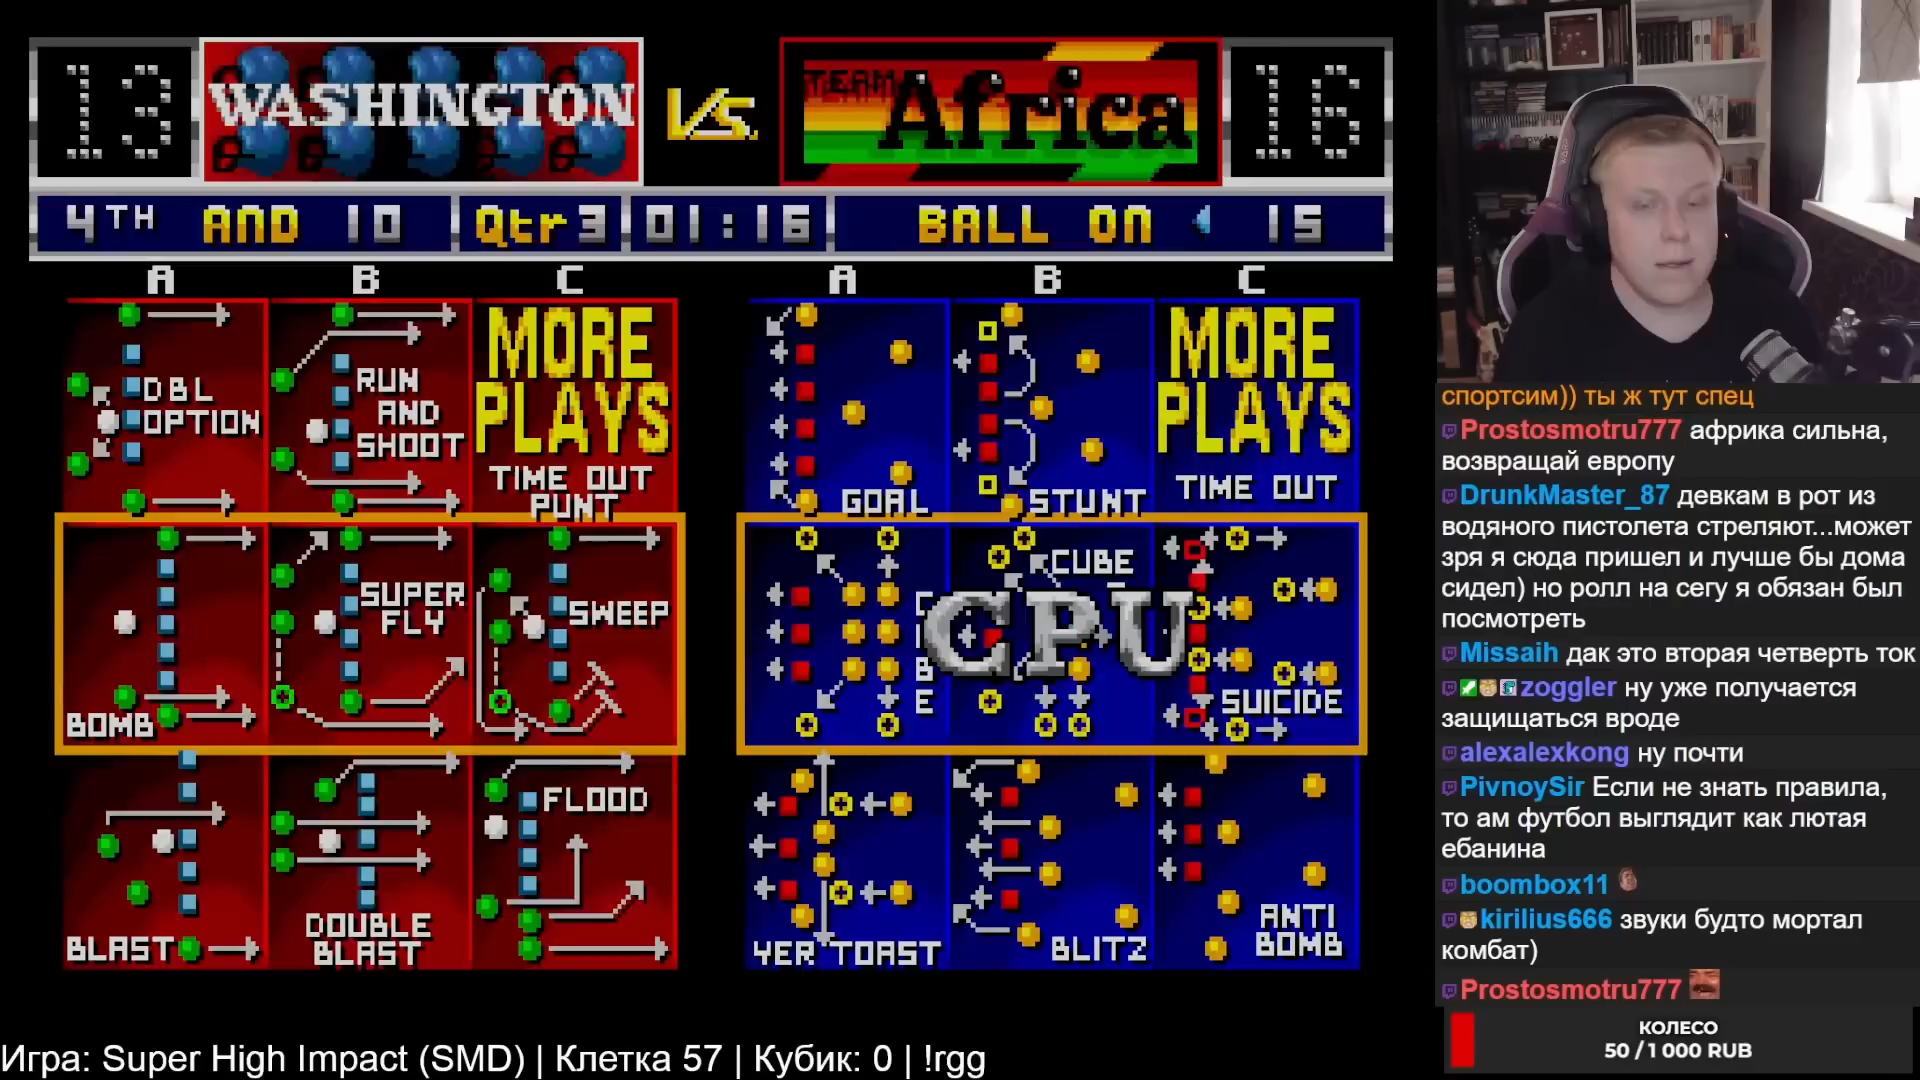 13 WASHINGTON VS. TEAM Africa 16
4TH AND 10 Qtr 3 01:16 BALL ON 15
A B C A B C
DBL OPTION
RUN AND SHOOT
MORE PLAYS
TIME OUT
PUNT
GOAL
STUNT
MORE PLAYS
TIME OUT
BOMB
SUPER FLY
SWEEP
CUBE
CPU
SUICIDE
BLAST
DOUBLE BLAST
FLOOD
YER TOAST
BLITZ
ANTI BOMB
Игра: Super High Impact (SMD) | Клетка 57 | Кубик: 0 | !rgg
спортсим)) ты ж тут спец
Prostosmotru777 африка сильна,
возвращай европу
DrunkMaster_87 девкам в рот из
водяного пистолета стреляют...может
зря я сюда пришел и лучше бы дома
сидел) но ролл на сегу я обязан был
посмотреть
Missaih дак это вторая четверть ток
zoggler ну уже получается
защищаться вроде
alexalexkong ну почти
PivnoySir Если не знать правила,
то ам футбол выглядит как лютая
ебанина
boombox11
kirilius666 звуки будто мортал
комбат)
Prostosmotru777
КОЛЕСО
50 / 1 000 RUB